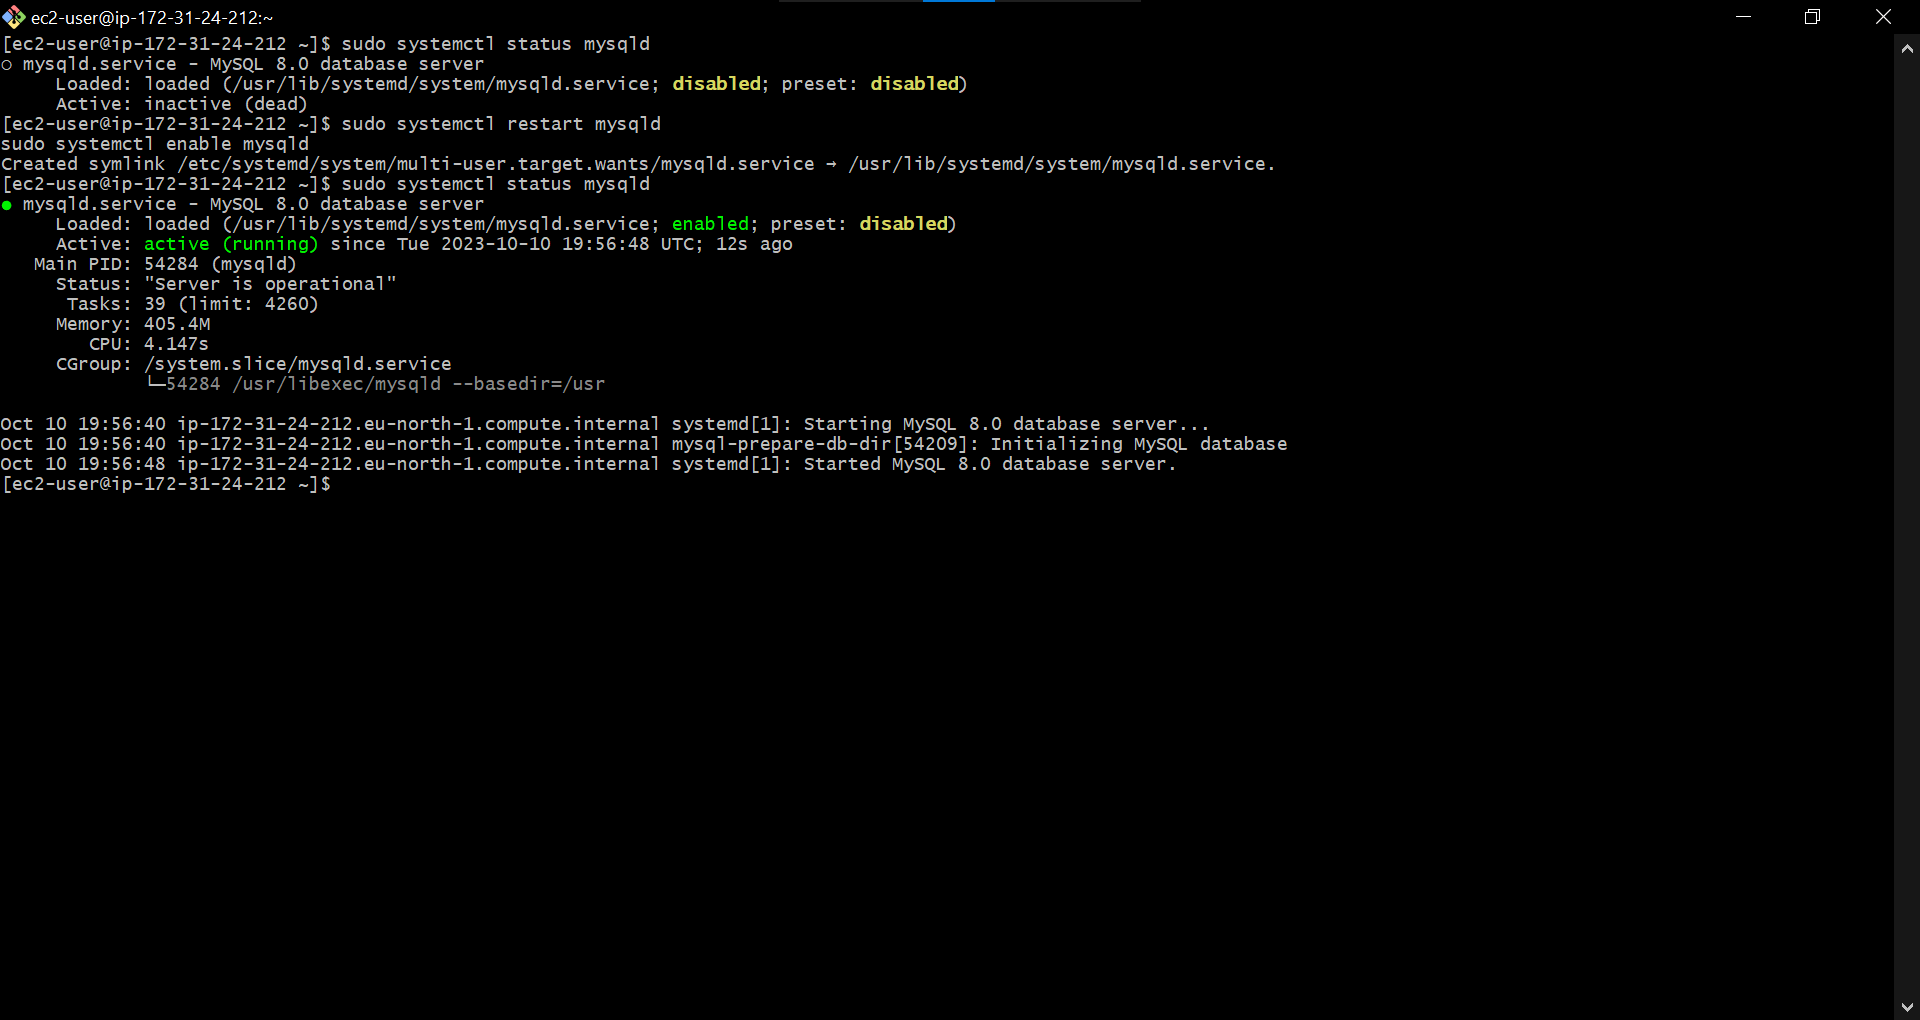 ec2-user@ip-172-31-24-212:~
[ec2-user@ip-172-31-24-212 ~]$ sudo systemctl status mysqld
○ mysqld.service - MySQL 8.0 database server
     Loaded: loaded (/usr/lib/systemd/system/mysqld.service; disabled; preset: disabled)
     Active: inactive (dead)
[ec2-user@ip-172-31-24-212 ~]$ sudo systemctl restart mysqld
sudo systemctl enable mysqld
Created symlink /etc/systemd/system/multi-user.target.wants/mysqld.service → /usr/lib/systemd/system/mysqld.service.
[ec2-user@ip-172-31-24-212 ~]$ sudo systemctl status mysqld
● mysqld.service - MySQL 8.0 database server
     Loaded: loaded (/usr/lib/systemd/system/mysqld.service; enabled; preset: disabled)
     Active: active (running) since Tue 2023-10-10 19:56:48 UTC; 12s ago
   Main PID: 54284 (mysqld)
     Status: "Server is operational"
      Tasks: 39 (limit: 4260)
     Memory: 405.4M
        CPU: 4.147s
     CGroup: /system.slice/mysqld.service
             └─54284 /usr/libexec/mysqld --basedir=/usr
Oct 10 19:56:40 ip-172-31-24-212.eu-north-1.compute.internal systemd[1]: Starting MySQL 8.0 database server...
Oct 10 19:56:40 ip-172-31-24-212.eu-north-1.compute.internal mysql-prepare-db-dir[54209]: Initializing MySQL database
Oct 10 19:56:48 ip-172-31-24-212.eu-north-1.compute.internal systemd[1]: Started MySQL 8.0 database server.
[ec2-user@ip-172-31-24-212 ~]$